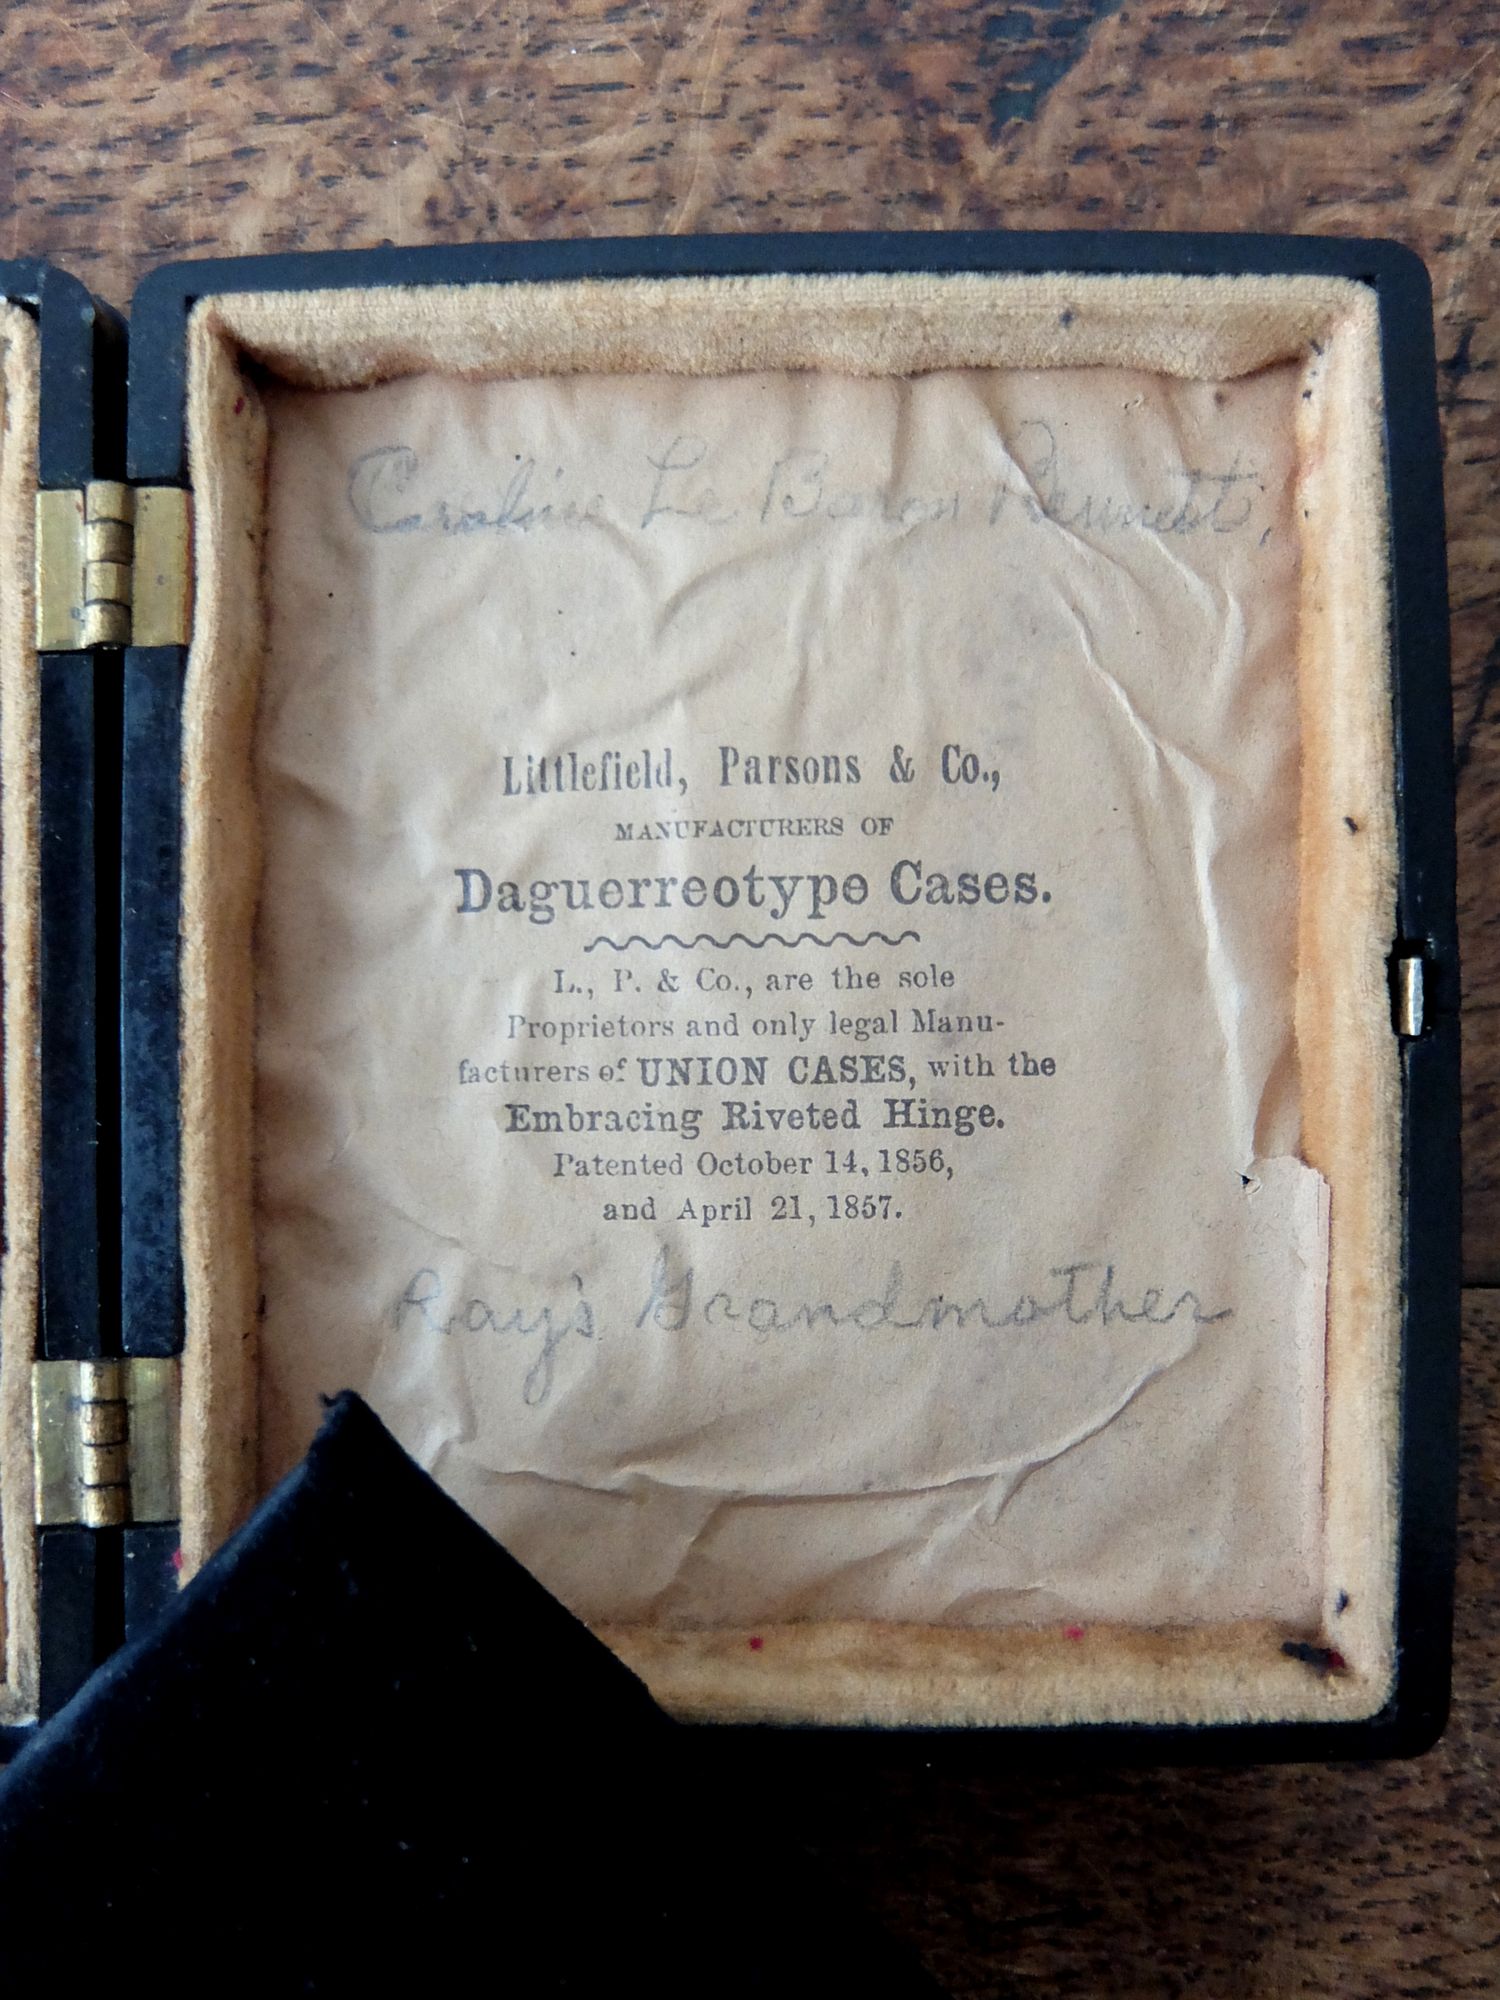 Caroline Le Baron Bennett,
Littlefield, Parsons & Co.,
MANUFACTURERS OF
Daguerreotype Cases.
L., P. & Co., are the sole
Proprietors and only legal Manu-
facturers of UNION CASES, with the
Embracing Riveted Hinge.
Patented October 14, 1856,
and April 21, 1857.
Ray's Grandmother